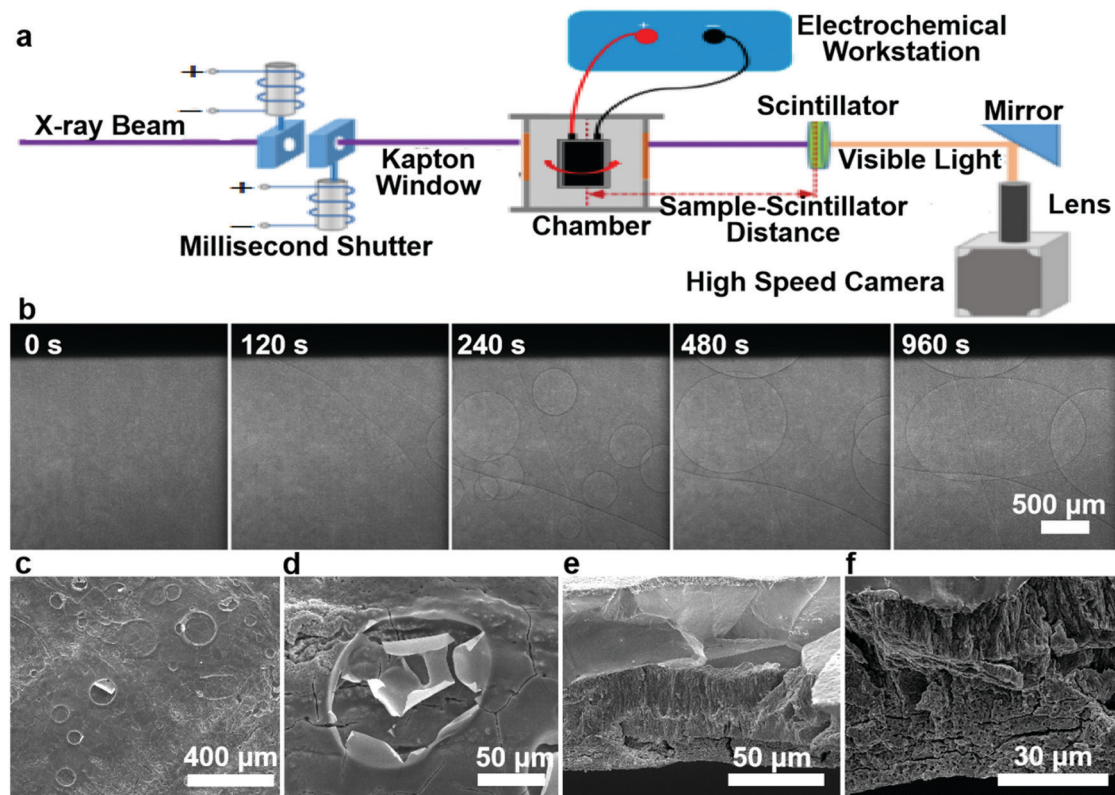 a
Electrochemical
Workstation
+
−
+
−
X-ray Beam
Scintillator
Mirror
Kapton
Window
Visible Light
+
−
Chamber
Sample-Scintillator
Distance
Lens
Millisecond Shutter
High Speed Camera
b
0 s
120 s
240 s
480 s
960 s
500 µm
c
d
e
f
400 µm
50 µm
50 µm
30 µm